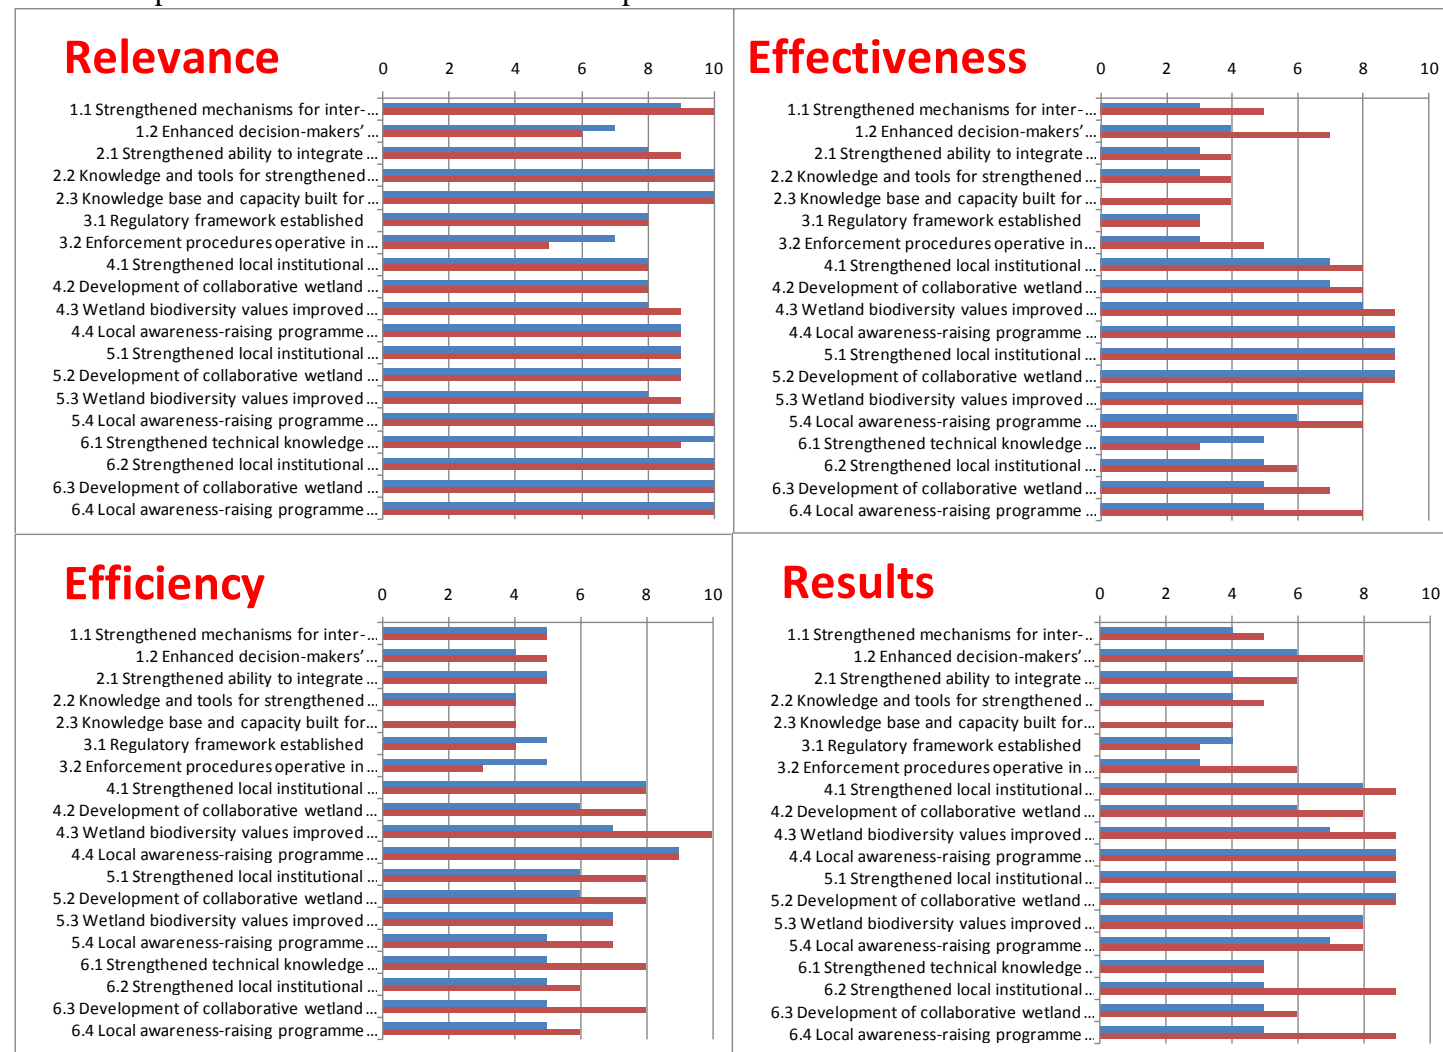 Relevance
0 2 4 6 8 10
1.1 Strengthened mechanisms for inter-...
1.2 Enhanced decision-makers’ ...
2.1 Strengthened ability to integrate ...
2.2 Knowledge and tools for strengthened ...
2.3 Knowledge base and capacity built for ...
3.1 Regulatory framework established
3.2 Enforcement procedures operative in ...
4.1 Strengthened local institutional ...
4.2 Development of collaborative wetland ...
4.3 Wetland biodiversity values improved ...
4.4 Local awareness-raising programme ...
5.1 Strengthened local institutional ...
5.2 Development of collaborative wetland ...
5.3 Wetland biodiversity values improved ...
5.4 Local awareness-raising programme ...
6.1 Strengthened technical knowledge ...
6.2 Strengthened local institutional ...
6.3 Development of collaborative wetland ...
6.4 Local awareness-raising programme ...
Effectiveness
0 2 4 6 8 10
1.1 Strengthened mechanisms for inter-...
1.2 Enhanced decision-makers’ ...
2.1 Strengthened ability to integrate ...
2.2 Knowledge and tools for strengthened ...
2.3 Knowledge base and capacity built for ...
3.1 Regulatory framework established
3.2 Enforcement procedures operative in ...
4.1 Strengthened local institutional ...
4.2 Development of collaborative wetland ...
4.3 Wetland biodiversity values improved ...
4.4 Local awareness-raising programme ...
5.1 Strengthened local institutional ...
5.2 Development of collaborative wetland ...
5.3 Wetland biodiversity values improved ...
5.4 Local awareness-raising programme ...
6.1 Strengthened technical knowledge ...
6.2 Strengthened local institutional ...
6.3 Development of collaborative wetland ...
6.4 Local awareness-raising programme ...
Efficiency
0 2 4 6 8 10
1.1 Strengthened mechanisms for inter-...
1.2 Enhanced decision-makers’ ...
2.1 Strengthened ability to integrate ...
2.2 Knowledge and tools for strengthened ...
2.3 Knowledge base and capacity built for...
3.1 Regulatory framework established
3.2 Enforcement procedures operative in ...
4.1 Strengthened local institutional ...
4.2 Development of collaborative wetland ...
4.3 Wetland biodiversity values improved ...
4.4 Local awareness-raising programme ...
5.1 Strengthened local institutional ...
5.2 Development of collaborative wetland ...
5.3 Wetland biodiversity values improved ...
5.4 Local awareness-raising programme ...
6.1 Strengthened technical knowledge ...
6.2 Strengthened local institutional ...
6.3 Development of collaborative wetland ...
6.4 Local awareness-raising programme ...
Results
0 2 4 6 8 10
1.1 Strengthened mechanisms for inter-...
1.2 Enhanced decision-makers’ ...
2.1 Strengthened ability to integrate ...
2.2 Knowledge and tools for strengthened ...
2.3 Knowledge base and capacity built for...
3.1 Regulatory framework established
3.2 Enforcement procedures operative in ...
4.1 Strengthened local institutional ...
4.2 Development of collaborative wetland ...
4.3 Wetland biodiversity values improved ...
4.4 Local awareness-raising programme ...
5.1 Strengthened local institutional ...
5.2 Development of collaborative wetland ...
5.3 Wetland biodiversity values improved ...
5.4 Local awareness-raising programme ...
6.1 Strengthened technical knowledge ...
6.2 Strengthened local institutional ...
6.3 Development of collaborative wetland ...
6.4 Local awareness-raising programme ...